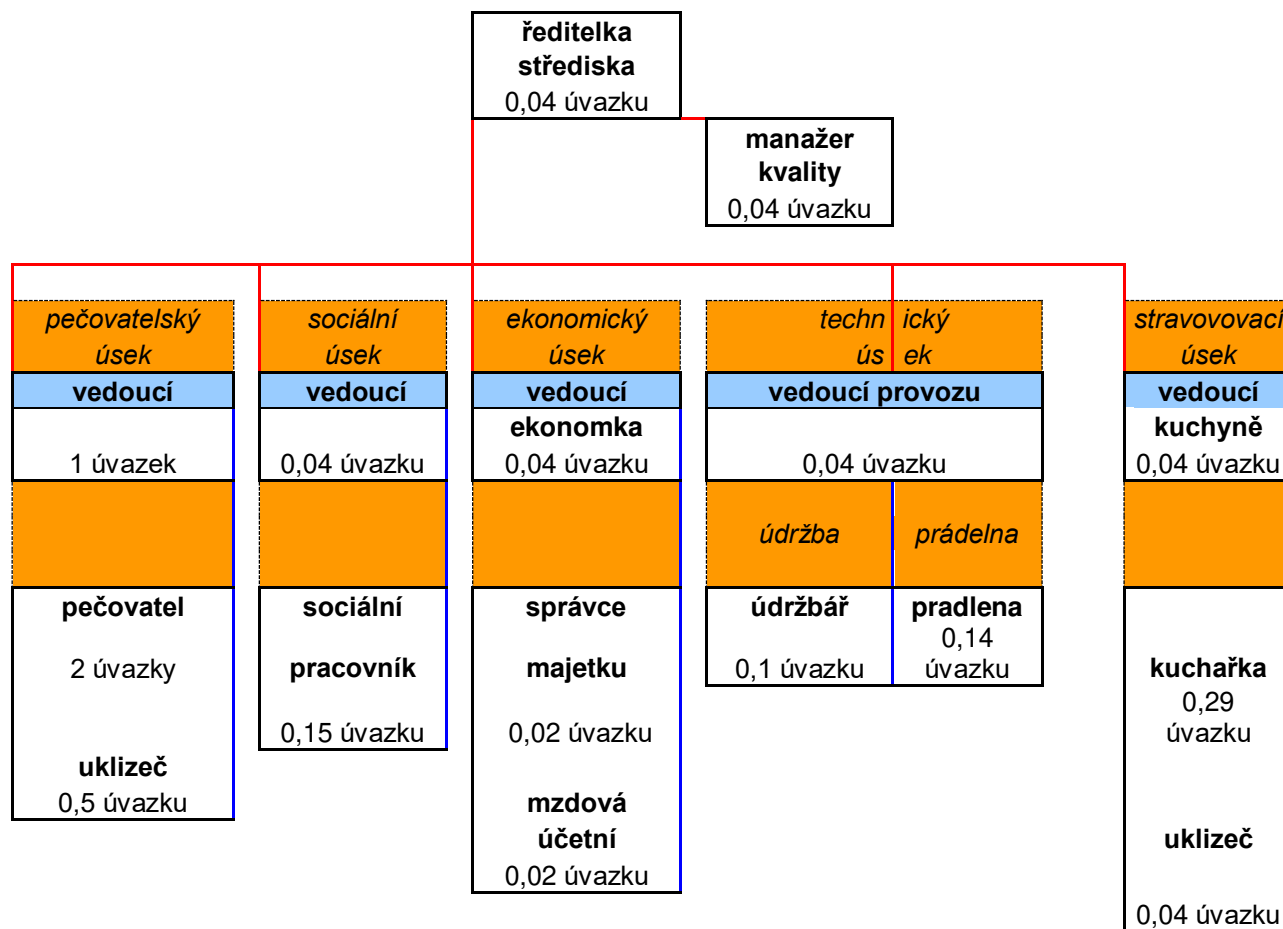 ředitelka
střediska
0,04 úvazku
manažer
kvality
0,04 úvazku
pečovatelský
úsek
vedoucí
1 úvazek
pečovatel
2 úvazky
uklizeč
0,5 úvazku
sociální
úsek
vedoucí
0,04 úvazku
sociální
pracovník
0,15 úvazku
ekonomický
úsek
vedoucí
ekonomka
0,04 úvazku
správce
majetku
0,02 úvazku
mzdová
účetní
0,02 úvazku
techn ický
ús ek
vedoucí provozu
0,04 úvazku
údržba
údržbář
0,1 úvazku
prádelna
pradlena
0,14
úvazku
stravovovací
úsek
vedoucí
kuchyně
0,04 úvazku
kuchařka
0,29
úvazku
uklizeč
0,04 úvazku